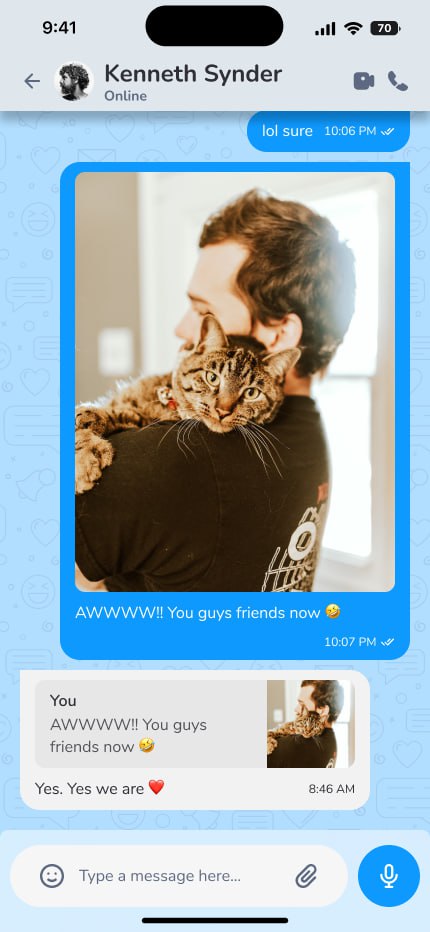 9:41
70
Kenneth Synder
Online
lol sure 10:06 PM
AWWWW!! You guys friends now 🤣
10:07 PM
You
AWWWW!! You guys
friends now 🤣
Yes. Yes we are ❤️ 8:46 AM
Type a message here...